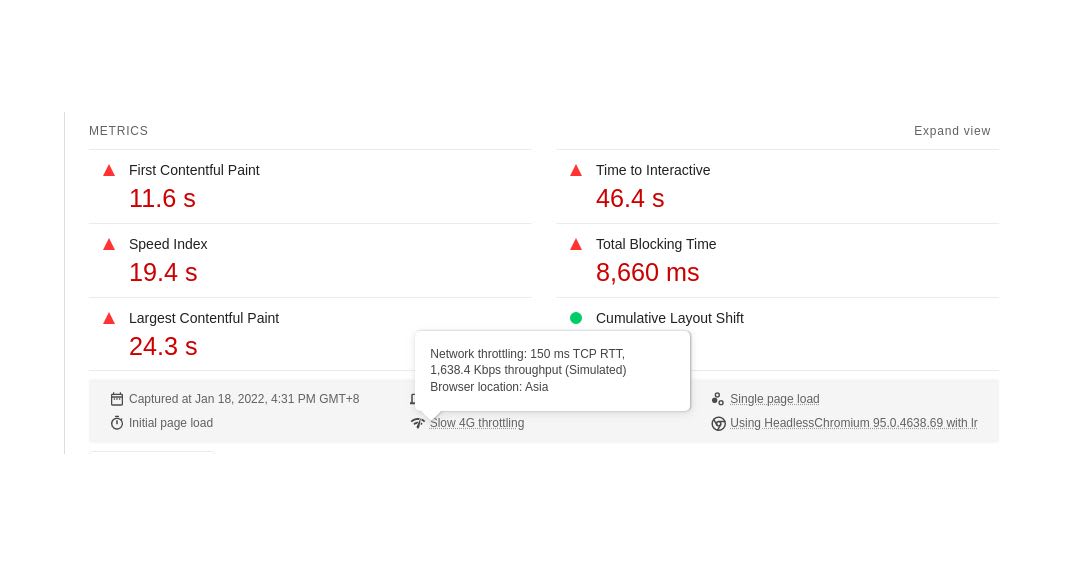 METRICS
Expand view
First Contentful Paint
11.6 s
Time to Interactive
46.4 s
Speed Index
19.4 s
Total Blocking Time
8,660 ms
Largest Contentful Paint
24.3 s
Cumulative Layout Shift
Network throttling: 150 ms TCP RTT,
1,638.4 Kbps throughput (Simulated)
Browser location: Asia
Captured at Jan 18, 2022, 4:31 PM GMT+8
Single page load
Initial page load
Slow 4G throttling
Using HeadlessChromium 95.0.4638.69 with lr